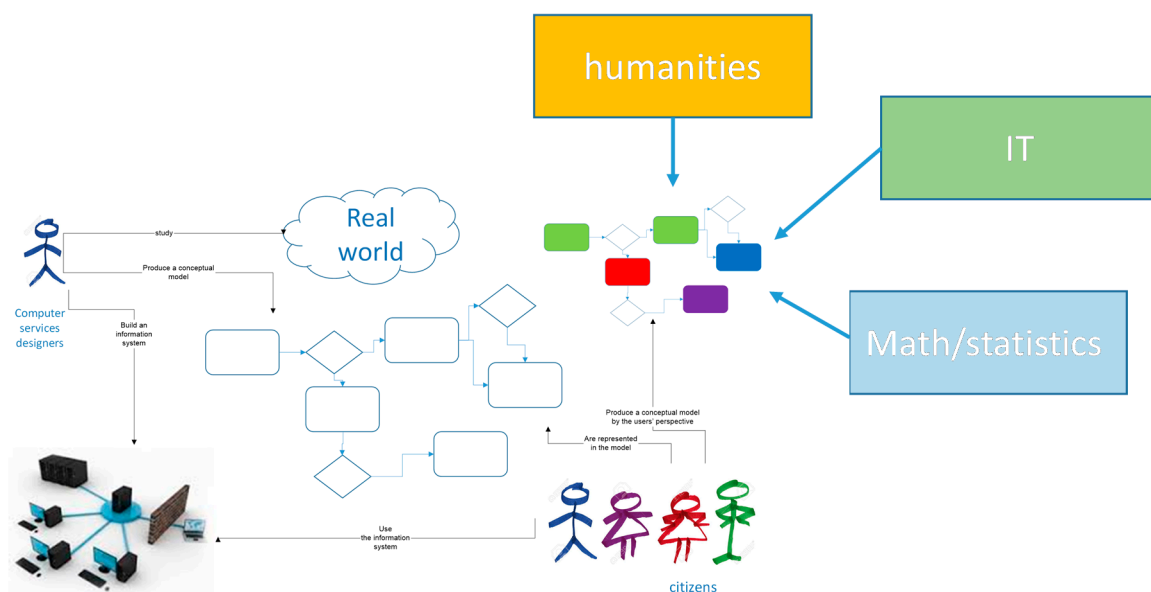 humanities
IT
Real
world
study
Produce a conceptual
model
Computer
services
designers
Build an
information
system
Math/statistics
Produce a conceptual model
by the users' perspective
Are represented
in the model
Use
the information
system
citizens